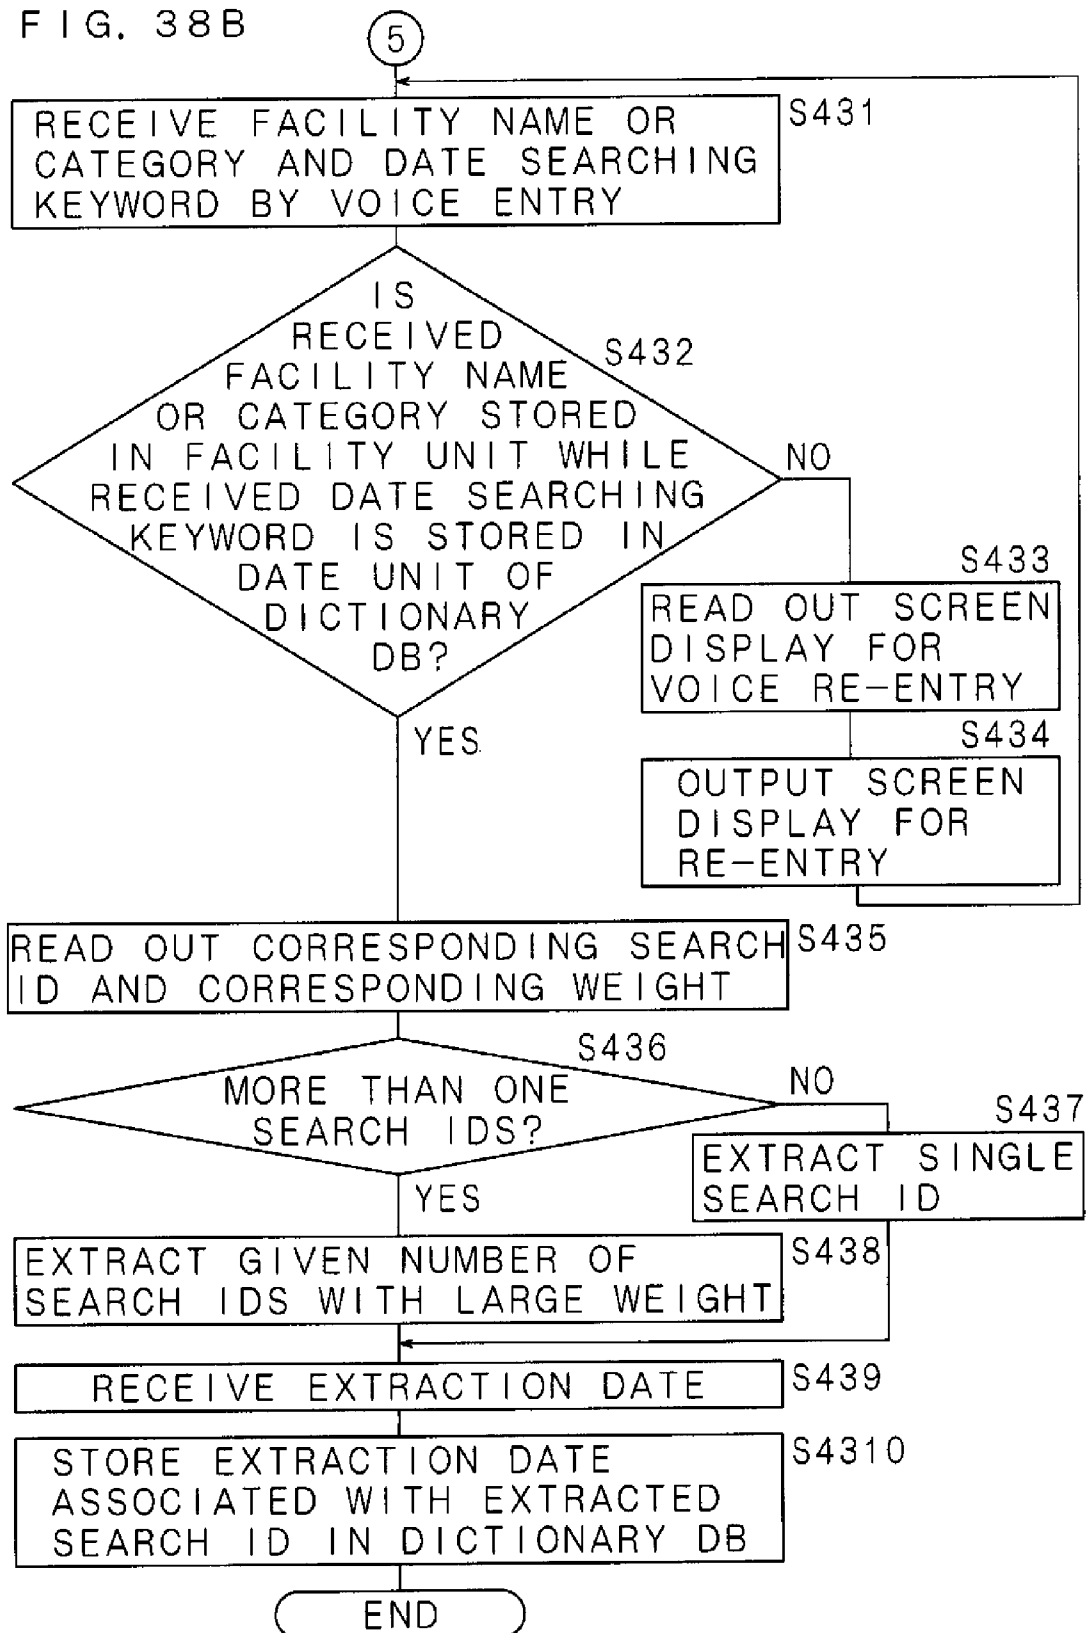 FIG. 38B
5
RECEIVE FACILITY NAME OR
CATEGORY AND DATE SEARCHING
KEYWORD BY VOICE ENTRY
S431
IS
RECEIVED
FACILITY NAME
OR CATEGORY STORED
IN FACILITY UNIT WHILE
RECEIVED DATE SEARCHING
KEYWORD IS STORED IN
DATE UNIT OF
DICTIONARY
DB?
S432
NO
S433
READ OUT SCREEN
DISPLAY FOR
VOICE RE-ENTRY
YES
S434
OUTPUT SCREEN
DISPLAY FOR
RE-ENTRY
READ OUT CORRESPONDING SEARCH
ID AND CORRESPONDING WEIGHT
S435
S436
MORE THAN ONE
SEARCH IDS?
NO
S437
EXTRACT SINGLE
SEARCH ID
YES
EXTRACT GIVEN NUMBER OF
SEARCH IDS WITH LARGE WEIGHT
S438
RECEIVE EXTRACTION DATE
S439
STORE EXTRACTION DATE
ASSOCIATED WITH EXTRACTED
SEARCH ID IN DICTIONARY DB
S4310
END